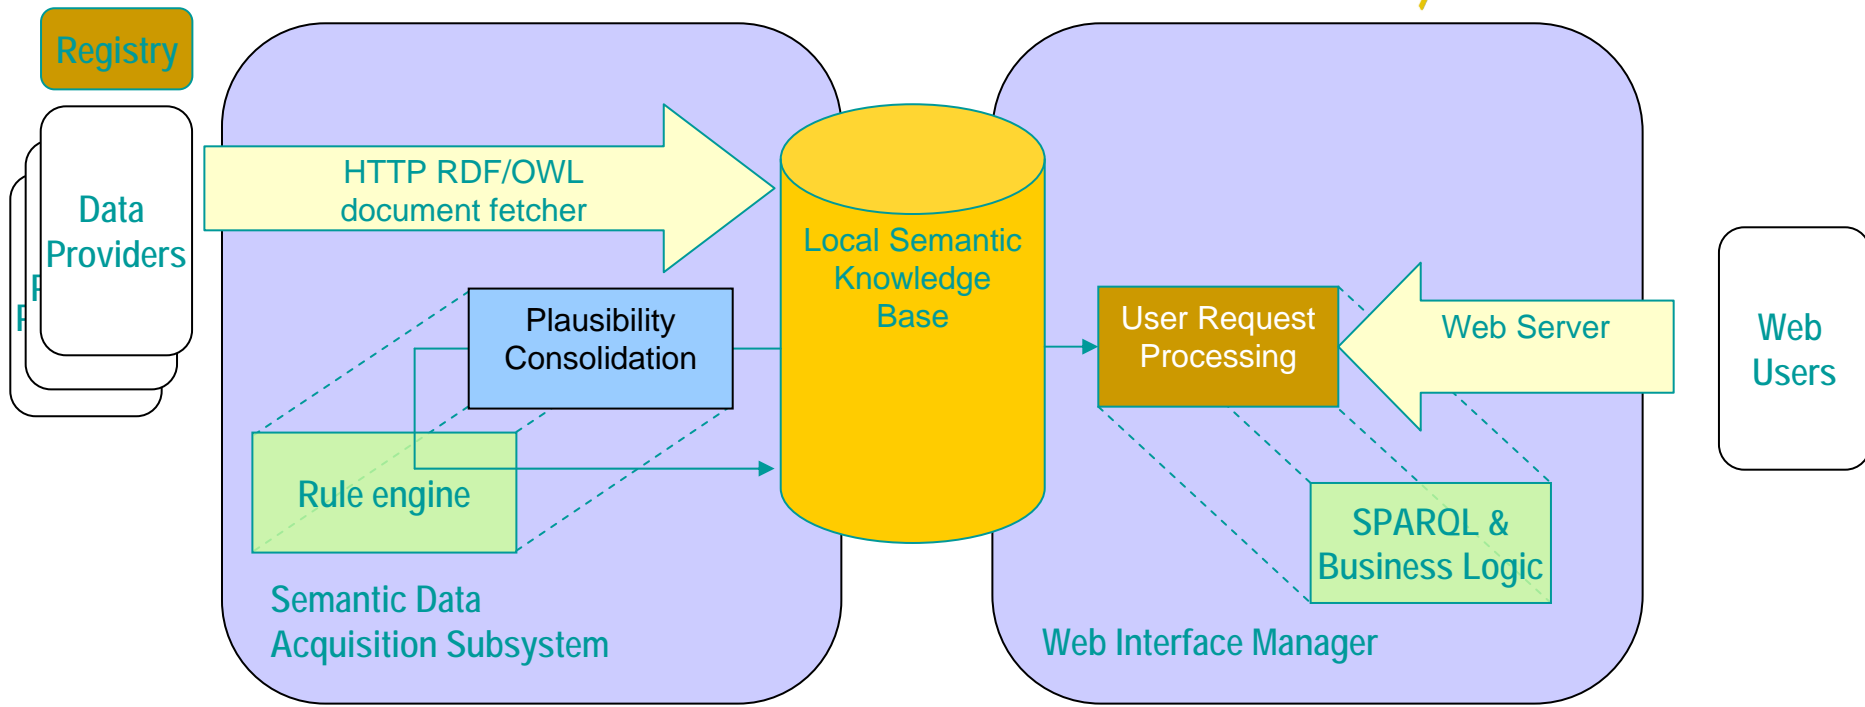 Registry
Data
Providers
P
P
HTTP RDF/OWL
document fetcher
Local Semantic
Knowledge
Base
Plausibility
Consolidation
User Request
Processing
Web Server
Web
Users
Rule engine
SPARQL &
Business Logic
Semantic Data
Acquisition Subsystem
Web Interface Manager